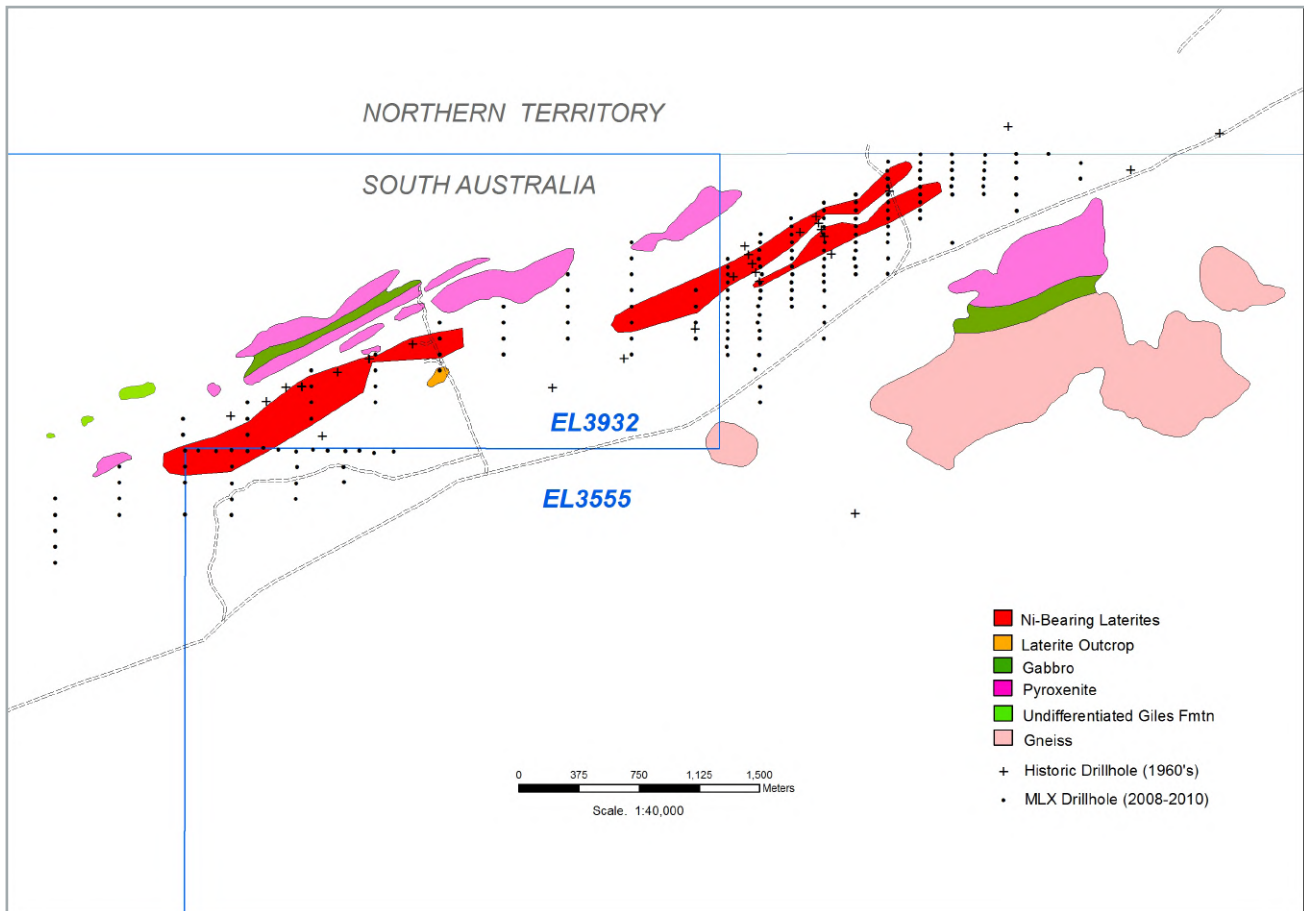 NORTHERN TERRITORY
SOUTH AUSTRALIA
EL3932
EL3555
Ni-Bearing Laterites
Laterite Outcrop
Gabbro
Pyroxenite
Undifferentiated Giles Fmtn
Gneiss
Historic Drillhole (1960's)
MLX Drillhole (2008-2010)
0 375 750 1,125 1,500
Meters
Scale. 1:40,000